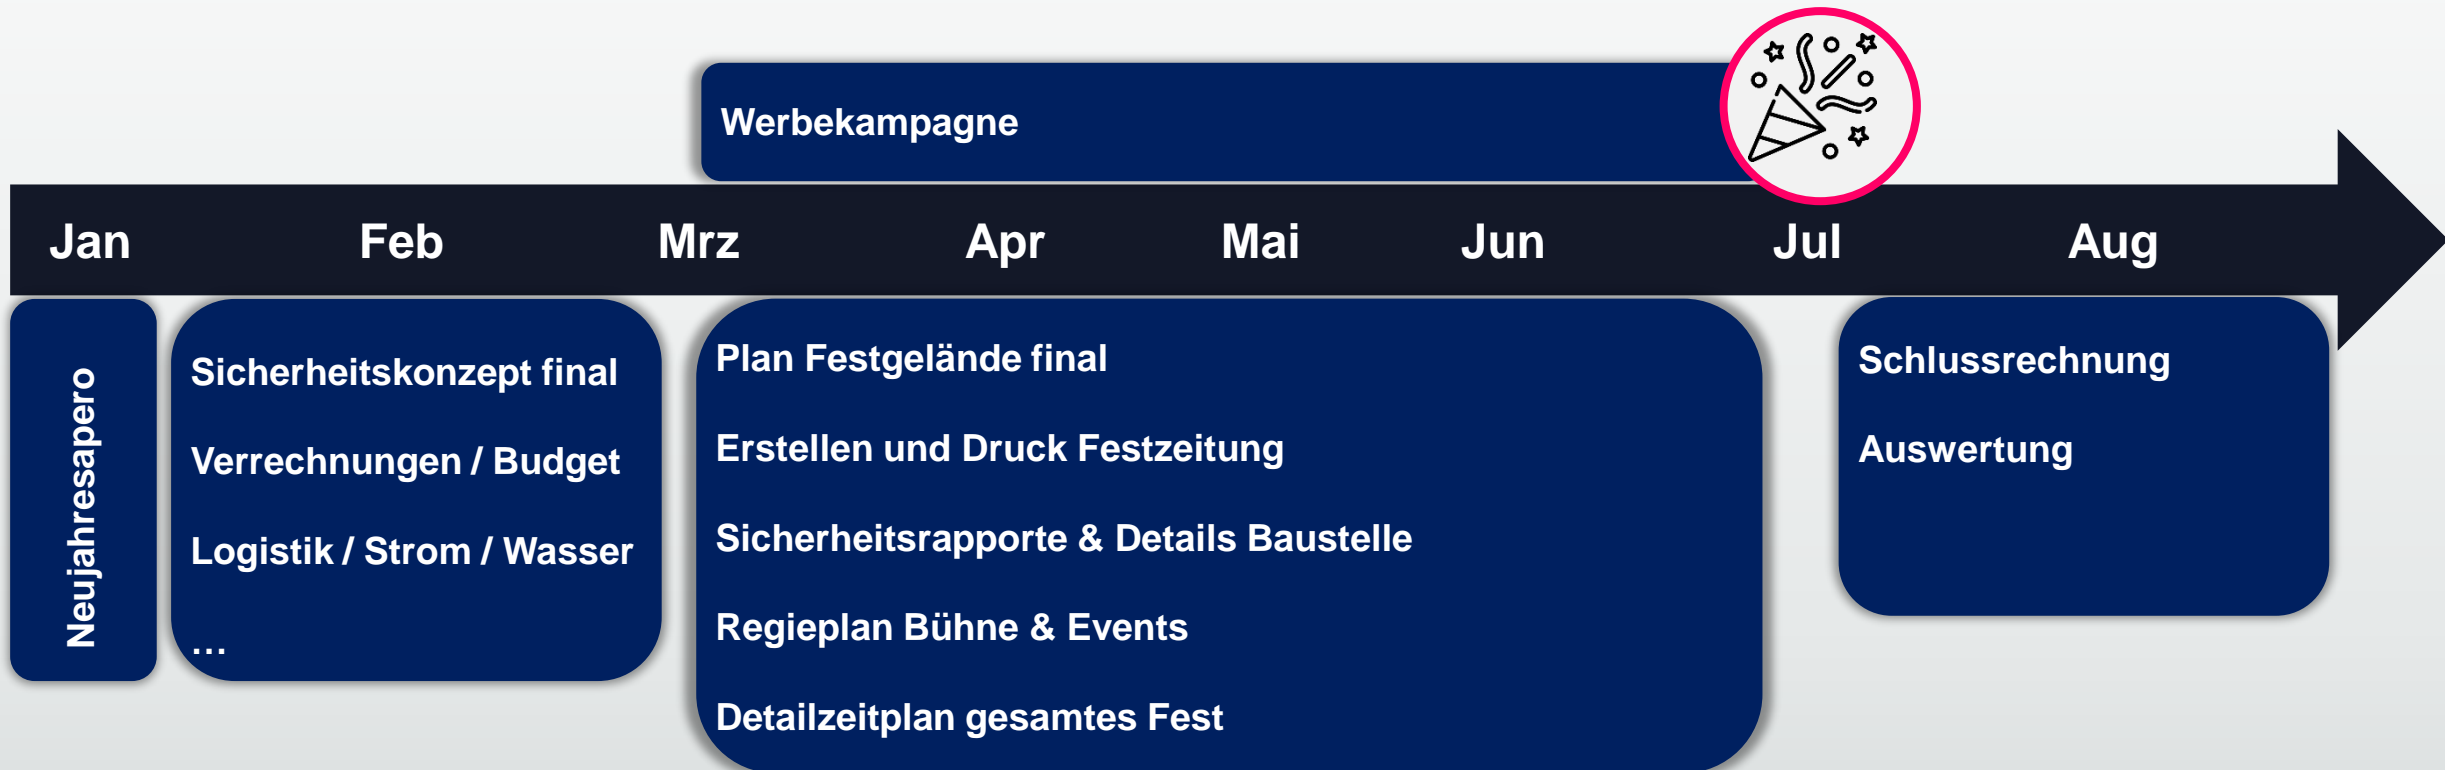 Werbekampagne
Jan Feb Mrz Apr Mai Jun Jul Aug
Neujahresapero
Sicherheitskonzept final
Verrechnungen / Budget
Logistik / Strom / Wasser
…
Plan Festgelände final
Erstellen und Druck Festzeitung
Sicherheitsrapporte & Details Baustelle
Regieplan Bühne & Events
Detailzeitplan gesamtes Fest
Schlussrechnung
Auswertung